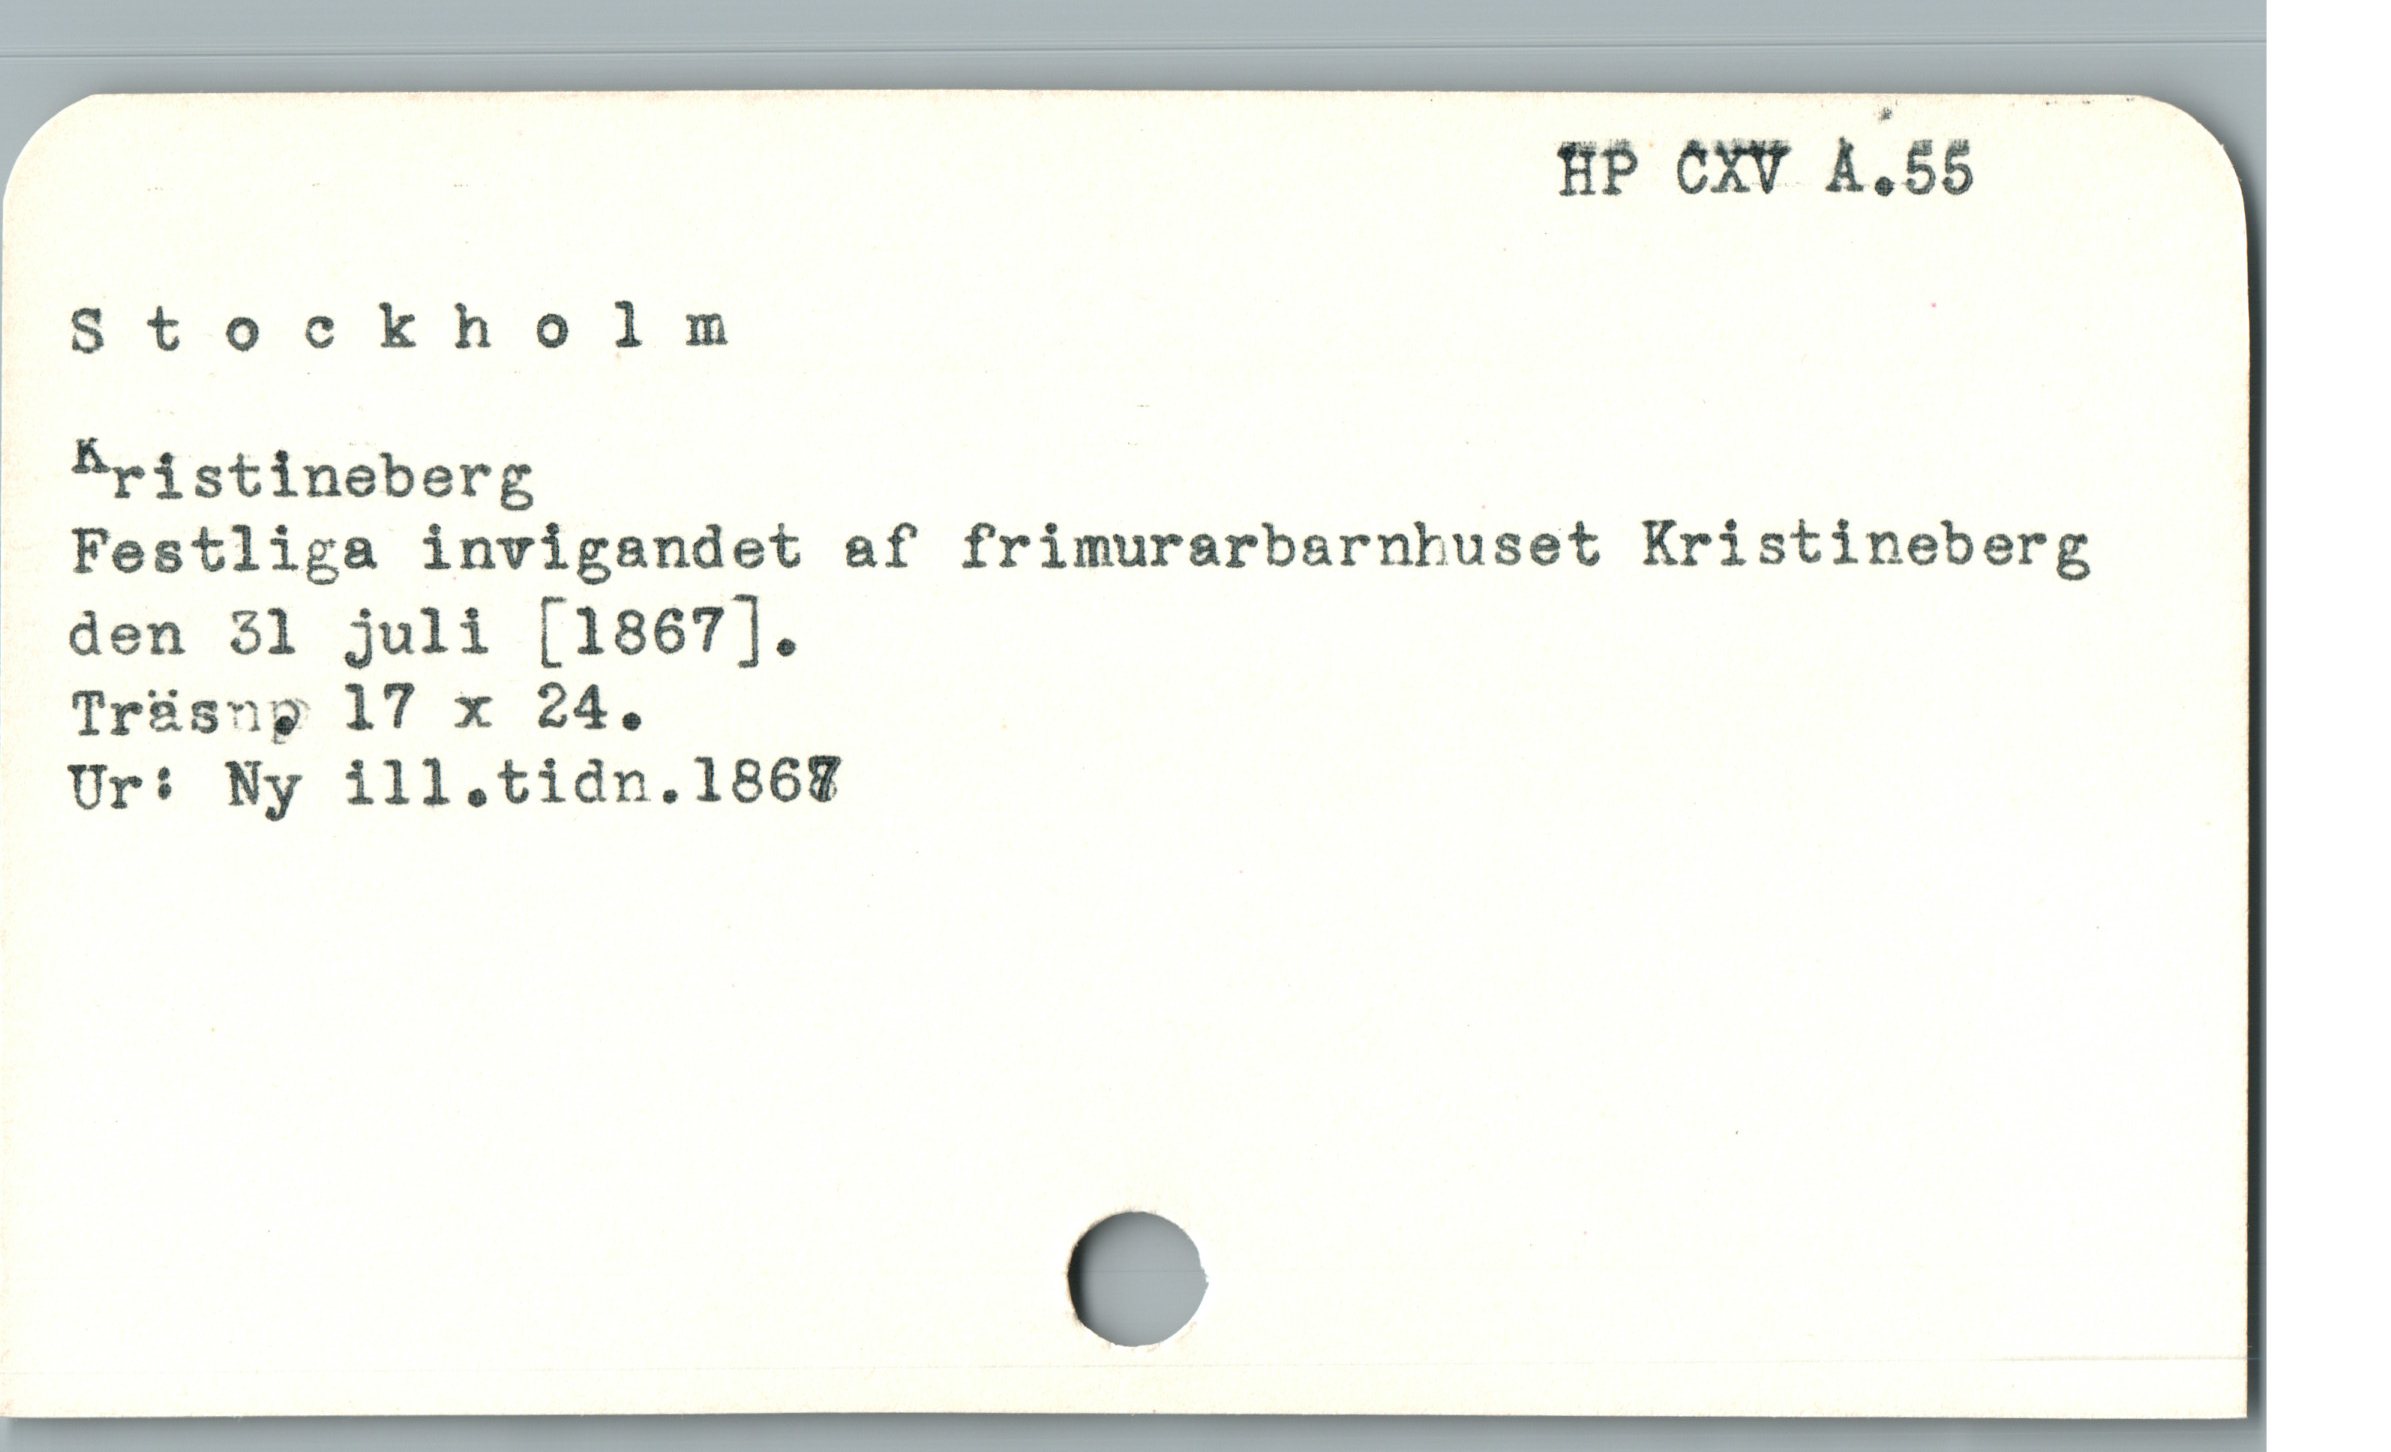 HP CXV A.55
S t o c k h o l m
Kristineberg
Festliga invigandet af frimurarbarnhuset Kristineberg
den 31 juli [1867].
Träsn. 17 x 24.
Ur: Ny ill.tidn.1867